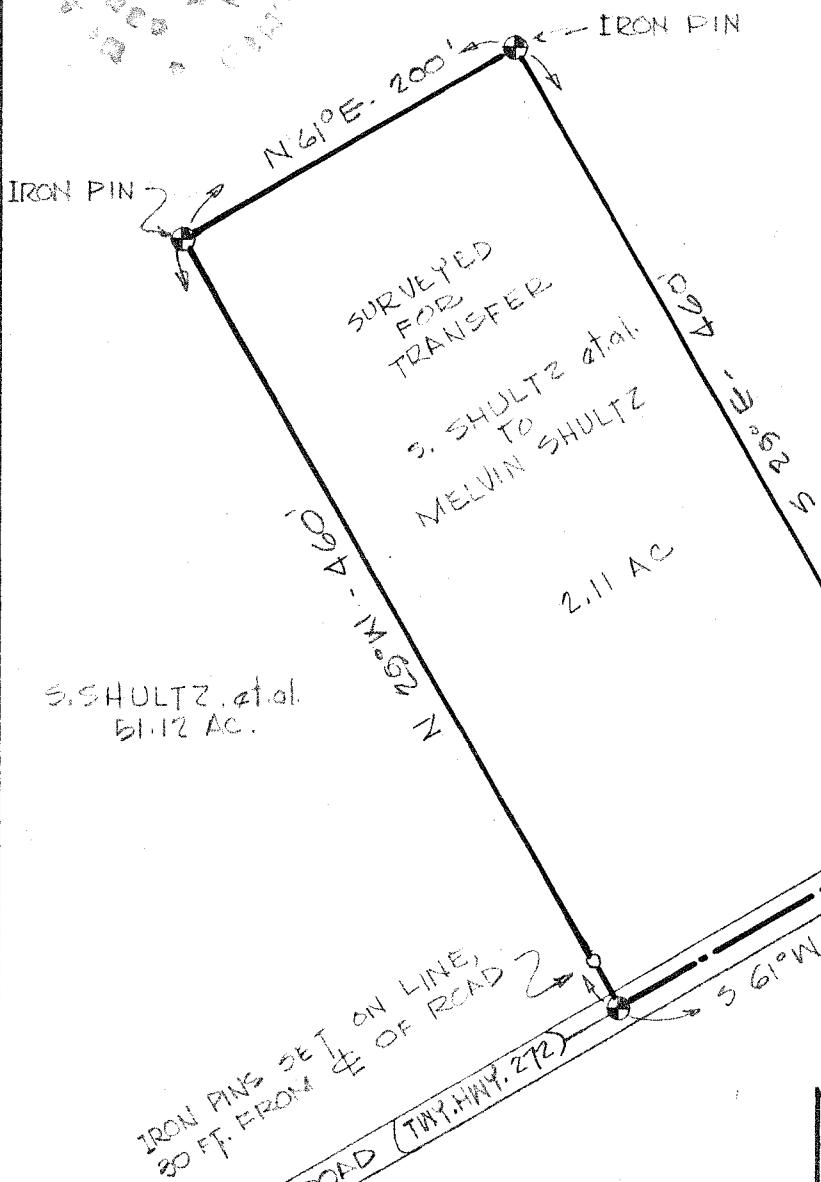 IRON PIN
N 61°E. 200'
IRON PIN
SURVEYED
FOR
TRANSFER
S. SHULTZ et.al.
TO
MELVIN SHULTZ
2.11 AC
S 29°E - 460'
N 29°W - 460'
S. SHULTZ. et.al.
51.12 AC.
IRON PINS SET ON LINE,
30 FT. FROM ℄ OF ROAD
S 61°W
ROAD (TWY. HWY. 272)